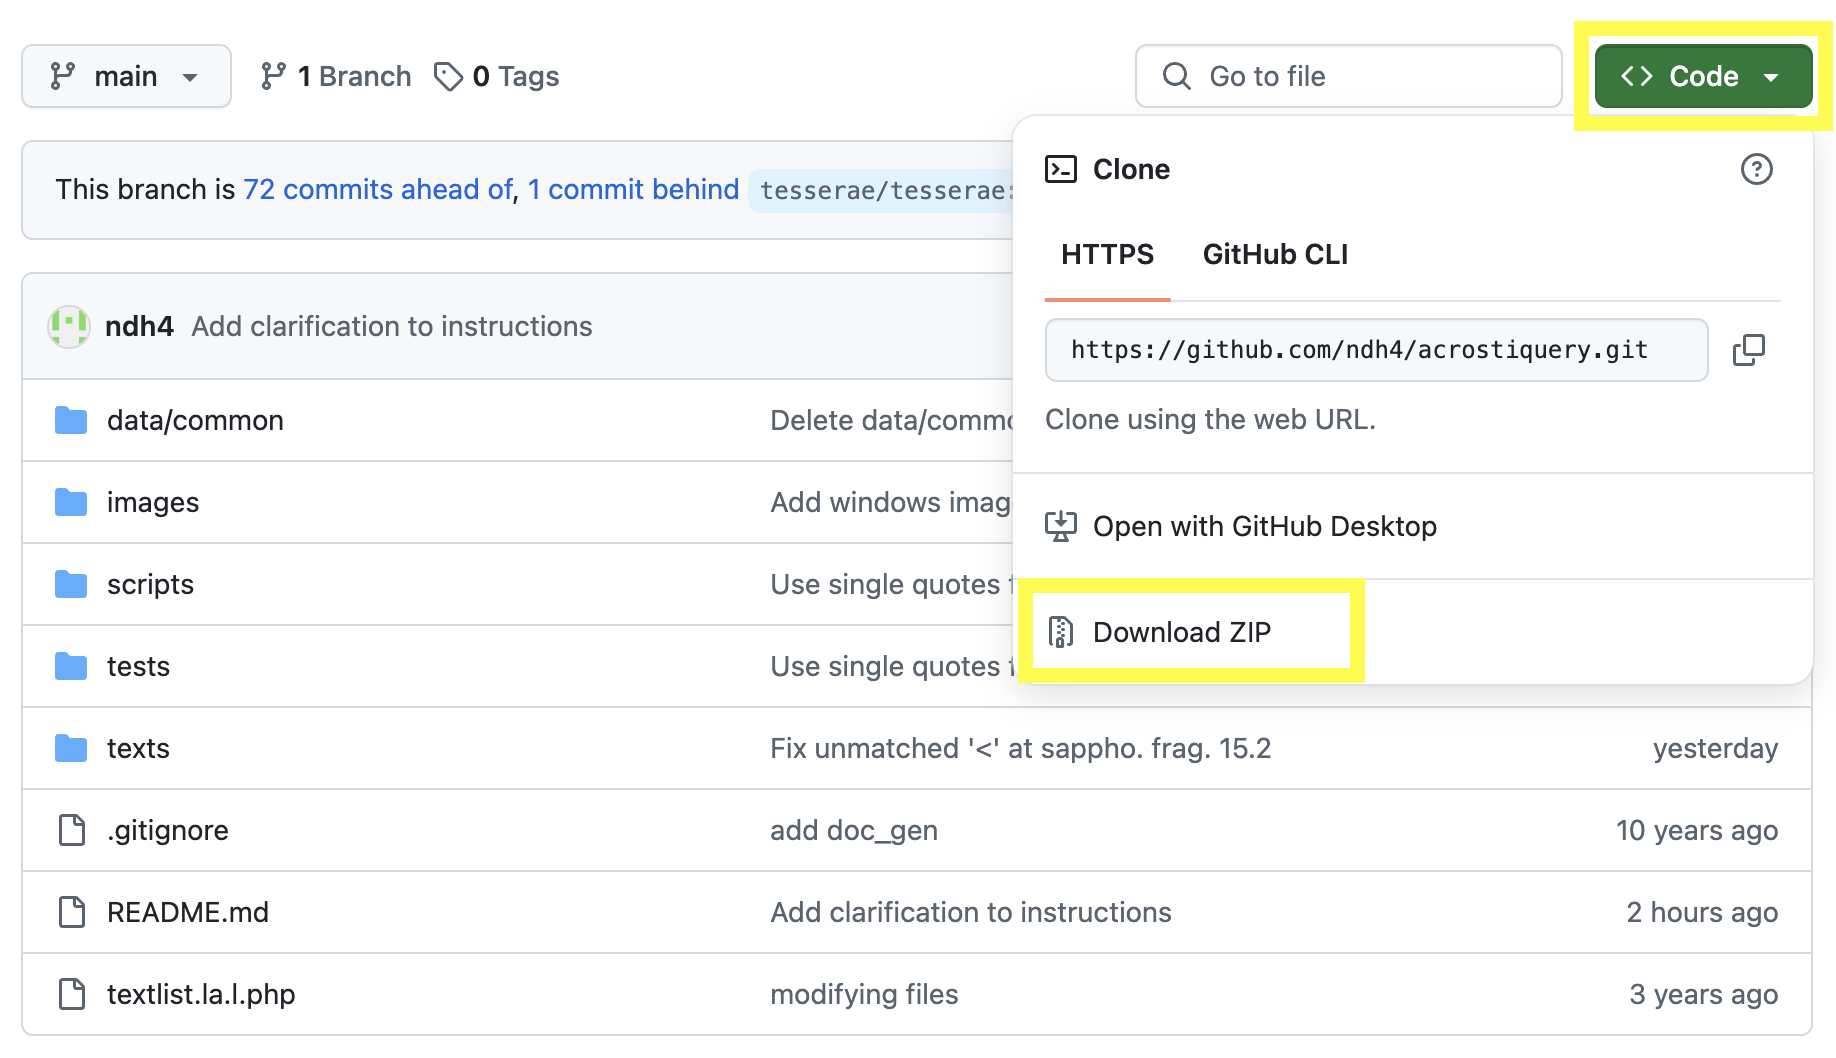 main
1 Branch
0 Tags
Go to file
Code
This branch is 72 commits ahead of, 1 commit behind tesserae/tesserae:
Clone
HTTPS
GitHub CLI
https://github.com/ndh4/acrostiquery.git
Clone using the web URL.
Open with GitHub Desktop
Download ZIP
ndh4 Add clarification to instructions
data/common Delete
images Add windows
scripts Use single quotes
tests Use single quotes
texts Fix unmatched '<' at sappho. frag. 15.2 yesterday
.gitignore add doc_gen 10 years ago
README.md Add clarification to instructions 2 hours ago
textlist.la.l.php modifying files 3 years ago